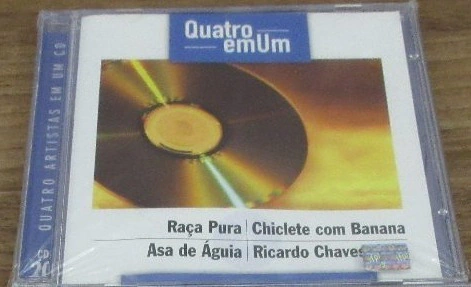 Quatro
emUm
Raça Pura
Chiclete com Banana
Asa de Águia
Ricardo Chaves
QUATRO ARTISTAS EM UM CD